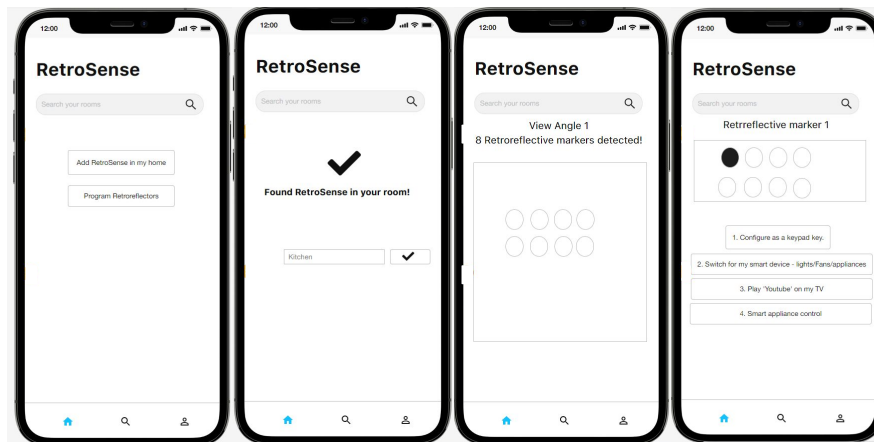 12:00
RetroSense
Search your rooms
Add RetroSense in my home
Program Retroreflectors
12:00
RetroSense
Search your rooms
Found RetroSense in your room!
Kitchen
12:00
RetroSense
Search your rooms
View Angle 1
8 Retroreflective markers detected!
12:00
RetroSense
Search your rooms
Retrreflective marker 1
1. Configure as a keypad key.
2. Switch for my smart device - lights/Fans/appliances
3. Play 'Youtube' on my TV
4. Smart appliance control